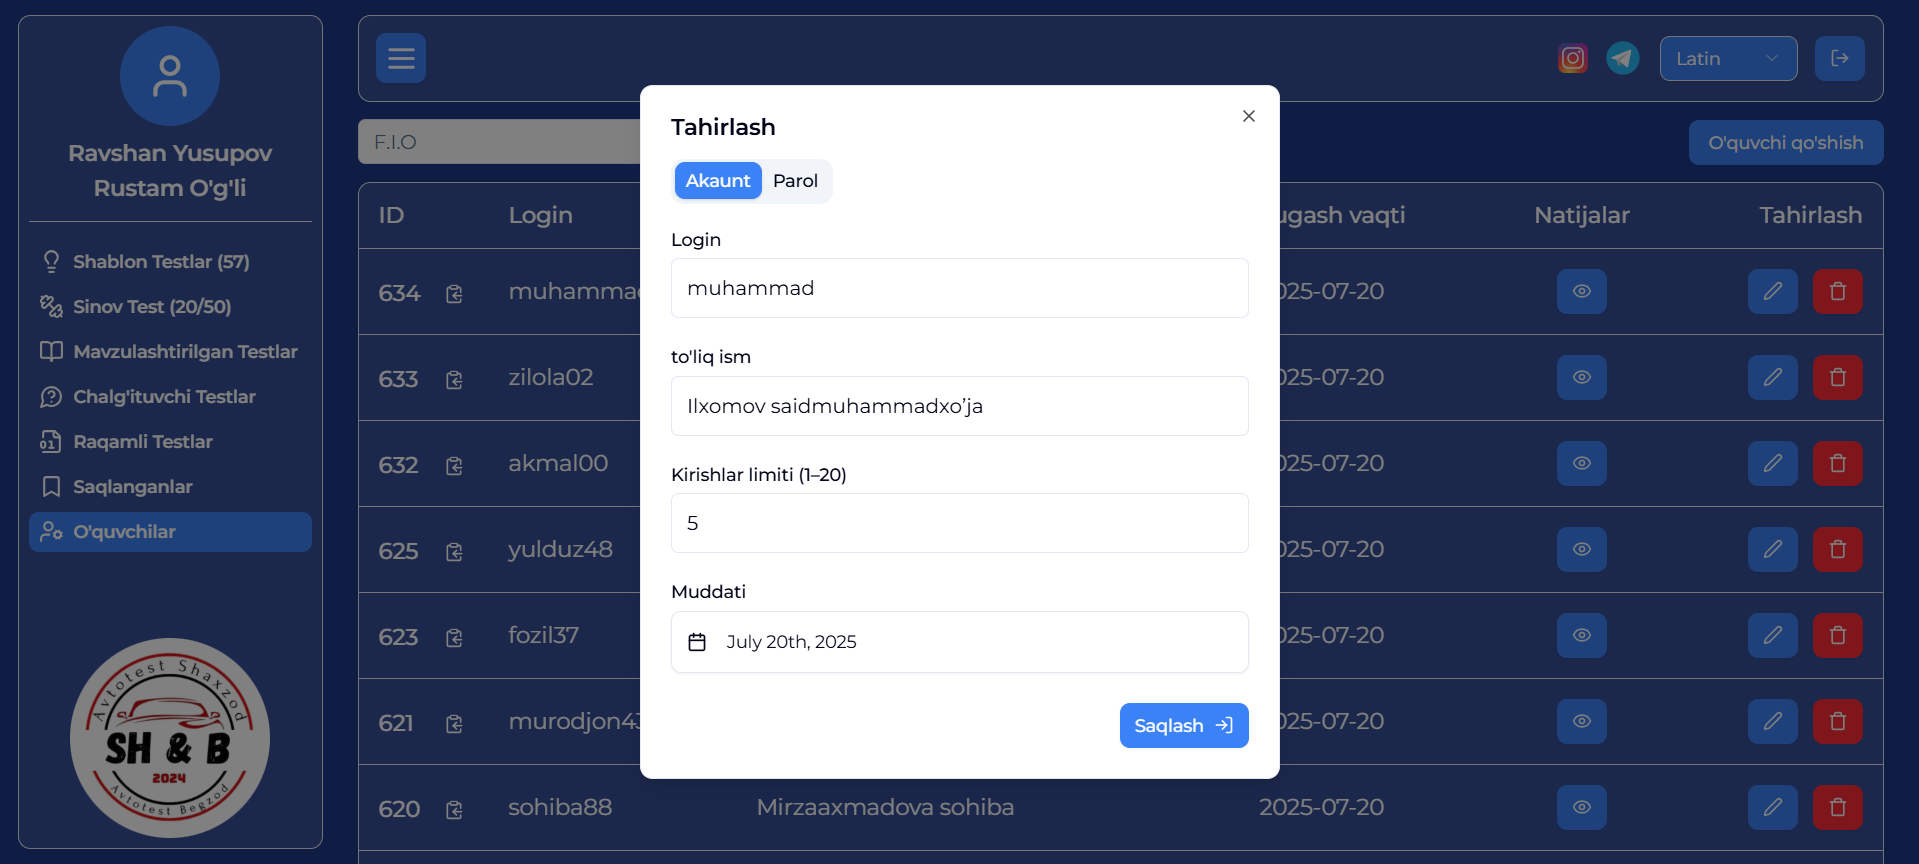 Ravshan Yusupov
Rustam O'g'li
Shablon Testlar (57)
Sinov Test (20/50)
Mavzulashtirilgan Testlar
Chalg'ituvchi Testlar
Raqamli Testlar
Saqlanganlar
O'quvchilar
Avtotest Shaxzod
SH & B
2024
Avtotest Begzod
Latin
F.I.O
O'quvchi qo'shish
ID Login ugash vaqti Natijalar Tahirlash
634 muhammad 025-07-20
633 zilola02 025-07-20
632 akmal00 025-07-20
625 yulduz48 025-07-20
623 fozil37 025-07-20
621 murodjon43 025-07-20
620 sohiba88 Mirzaaxmadova sohiba 2025-07-20
Tahirlash
Akaunt Parol
Login
muhammad
to'liq ism
Ilxomov saidmuhammadxo’ja
Kirishlar limiti (1–20)
5
Muddati
July 20th, 2025
Saqlash